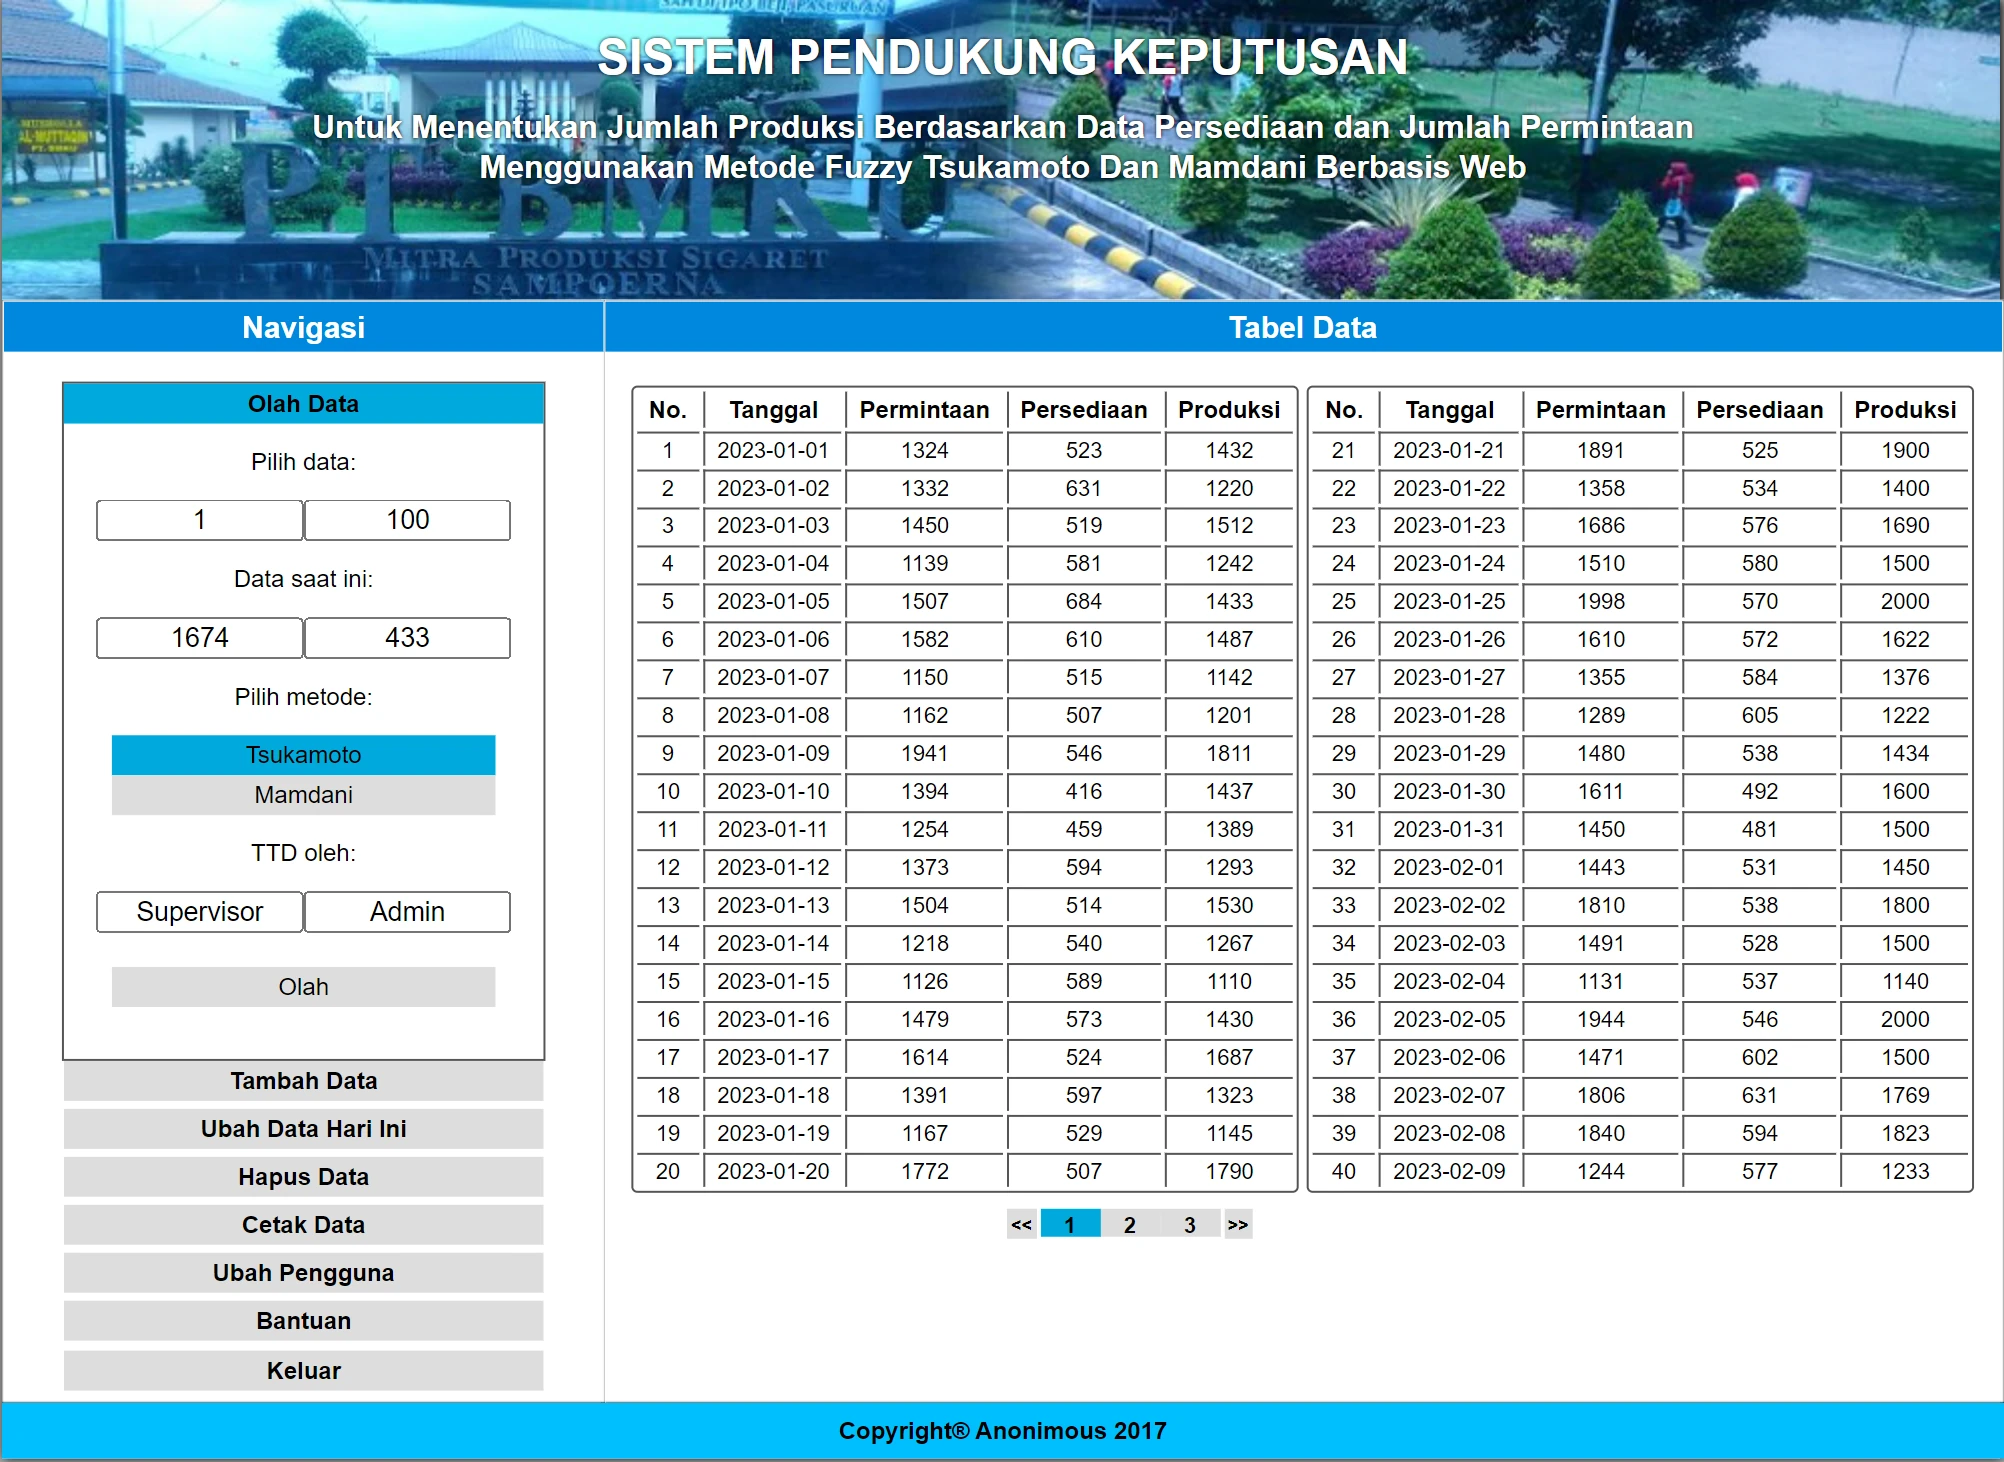 SISTEM PENDUKUNG KEPUTUSAN
Untuk Menentukan Jumlah Produksi Berdasarkan Data Persediaan dan Jumlah Permintaan
Menggunakan Metode Fuzzy Tsukamoto Dan Mamdani Berbasis Web
AL-MUTTAQIN
MITRA PRODUKSI SIGARET
SAMPOERNA
Navigasi
Olah Data
Pilih data:
1 100
Data saat ini:
1674 433
Pilih metode:
Tsukamoto
Mamdani
TTD oleh:
Supervisor Admin
Olah
Tambah Data
Ubah Data Hari Ini
Hapus Data
Cetak Data
Ubah Pengguna
Bantuan
Keluar
Tabel Data
No. Tanggal Permintaan Persediaan Produksi
1 2023-01-01 1324 523 1432
2 2023-01-02 1332 631 1220
3 2023-01-03 1450 519 1512
4 2023-01-04 1139 581 1242
5 2023-01-05 1507 684 1433
6 2023-01-06 1582 610 1487
7 2023-01-07 1150 515 1142
8 2023-01-08 1162 507 1201
9 2023-01-09 1941 546 1811
10 2023-01-10 1394 416 1437
11 2023-01-11 1254 459 1389
12 2023-01-12 1373 594 1293
13 2023-01-13 1504 514 1530
14 2023-01-14 1218 540 1267
15 2023-01-15 1126 589 1110
16 2023-01-16 1479 573 1430
17 2023-01-17 1614 524 1687
18 2023-01-18 1391 597 1323
19 2023-01-19 1167 529 1145
20 2023-01-20 1772 507 1790
No. Tanggal Permintaan Persediaan Produksi
21 2023-01-21 1891 525 1900
22 2023-01-22 1358 534 1400
23 2023-01-23 1686 576 1690
24 2023-01-24 1510 580 1500
25 2023-01-25 1998 570 2000
26 2023-01-26 1610 572 1622
27 2023-01-27 1355 584 1376
28 2023-01-28 1289 605 1222
29 2023-01-29 1480 538 1434
30 2023-01-30 1611 492 1600
31 2023-01-31 1450 481 1500
32 2023-02-01 1443 531 1450
33 2023-02-02 1810 538 1800
34 2023-02-03 1491 528 1500
35 2023-02-04 1131 537 1140
36 2023-02-05 1944 546 2000
37 2023-02-06 1471 602 1500
38 2023-02-07 1806 631 1769
39 2023-02-08 1840 594 1823
40 2023-02-09 1244 577 1233
<< 1 2 3 >>
Copyright® Anonimous 2017